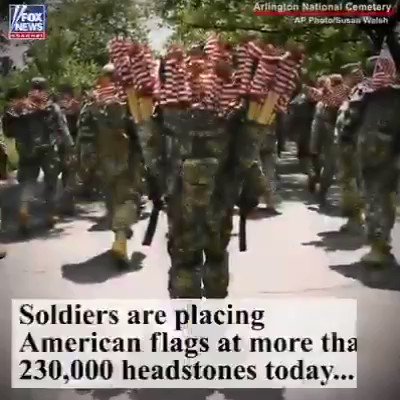 FOX
NEWS
channel
Arlington National Cemetery
AP Photo/Susan Walsh
Soldiers are placing
American flags at more tha
230,000 headstones today...